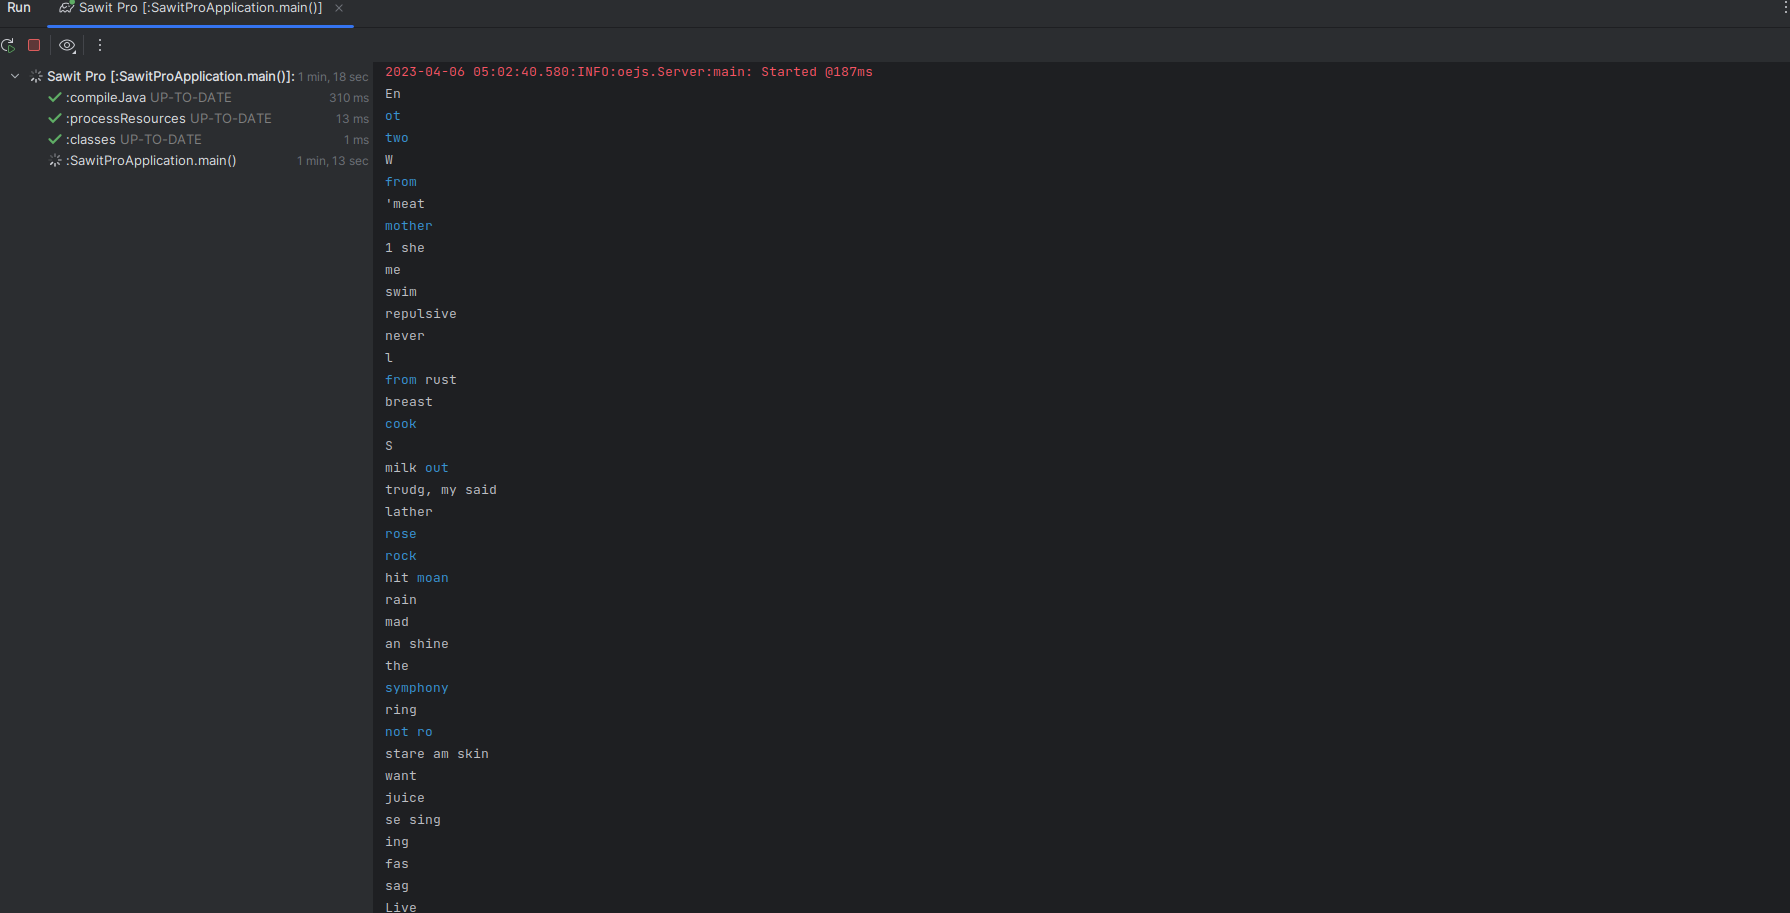 Run Sawit Pro [:SawitProApplication.main()]
Sawit Pro [:SawitProApplication.main()]: 1 min, 18 sec
:compileJava UP-TO-DATE 310 ms
:processResources UP-TO-DATE 13 ms
:classes UP-TO-DATE 1 ms
:SawitProApplication.main() 1 min, 13 sec
2023-04-06 05:02:40.580:INFO:oejs.Server:main: Started @187ms
En
ot
two
W
from
'meat
mother
1 she
me
swim
repulsive
never
l
from rust
breast
cook
S
milk out
trudg, my said
lather
rose
rock
hit moan
rain
mad
an shine
the
symphony
ring
not ro
stare am skin
want
juice
se sing
ing
fas
sag
Live